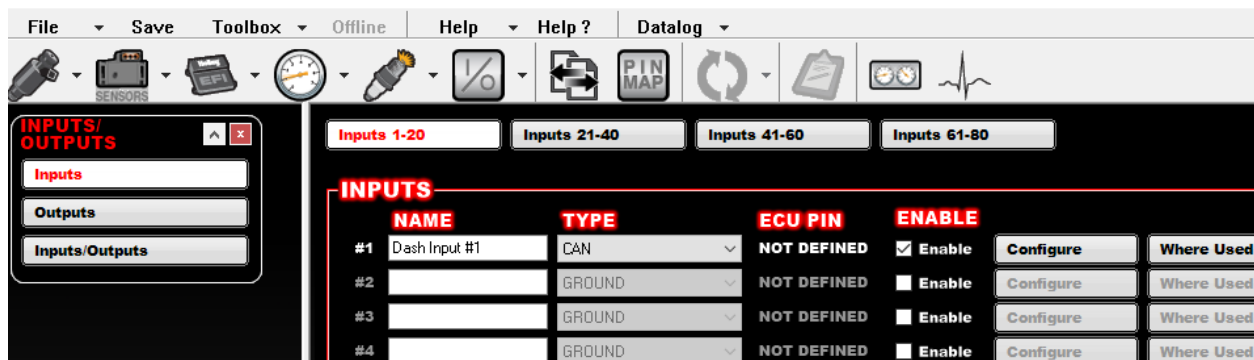 File Save Toolbox Offline Help Help ? Datalog
SENSORS Holley EFI I/O PIN MAP
INPUTS/
OUTPUTS
Inputs
Outputs
Inputs/Outputs
Inputs 1-20 Inputs 21-40 Inputs 41-60 Inputs 61-80
INPUTS
NAME TYPE ECU PIN ENABLE
#1 Dash Input #1 CAN NOT DEFINED Enable Configure Where Used
#2 GROUND NOT DEFINED Enable Configure Where Used
#3 GROUND NOT DEFINED Enable Configure Where Used
#4 GROUND NOT DEFINED Enable Configure Where Used